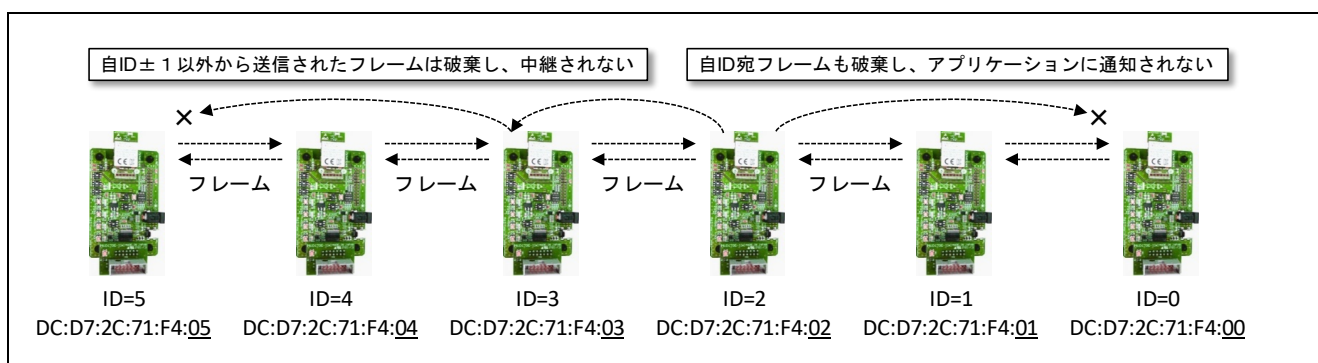 自ID±1以外から送信されたフレームは破棄し、中継されない
自ID宛フレームも破棄し、アプリケーションに通知されない
× ×
フレーム フレーム フレーム フレーム
ID=5 ID=4 ID=3 ID=2 ID=1 ID=0
DC:D7:2C:71:F4:05 DC:D7:2C:71:F4:04 DC:D7:2C:71:F4:03 DC:D7:2C:71:F4:02 DC:D7:2C:71:F4:01 DC:D7:2C:71:F4:00